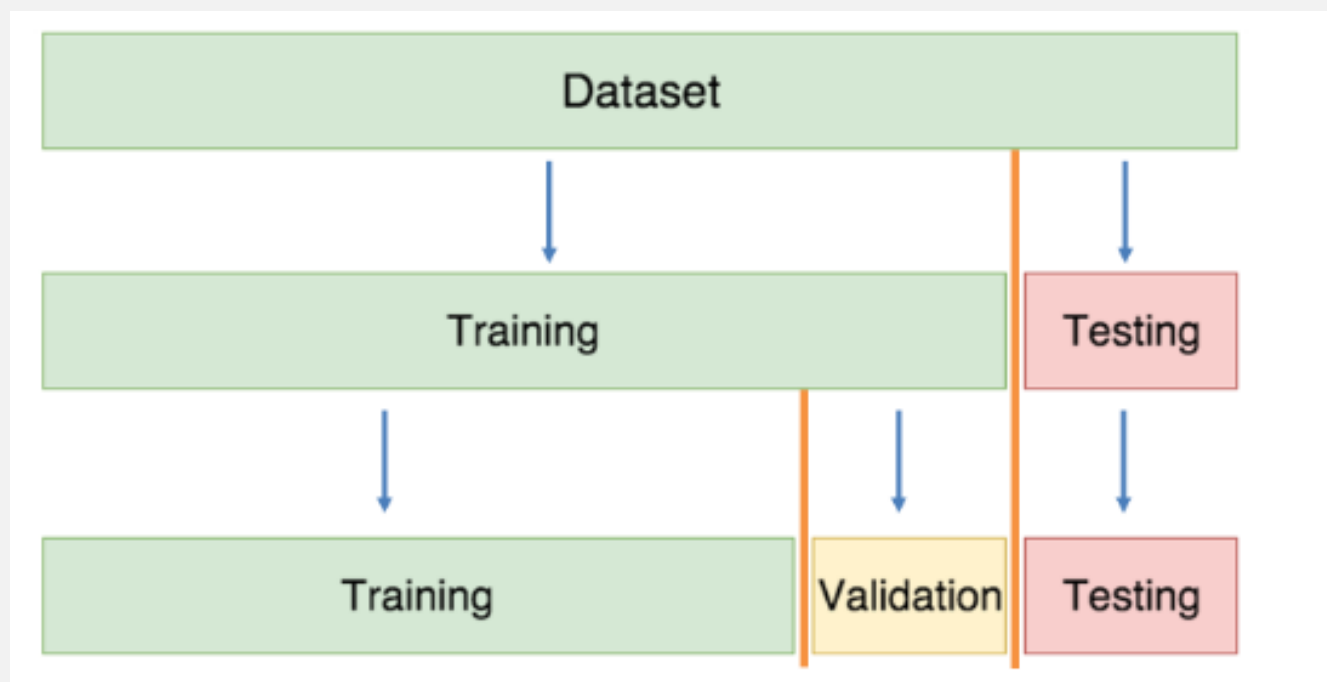 Dataset
Training
Testing
Training
Validation
Testing